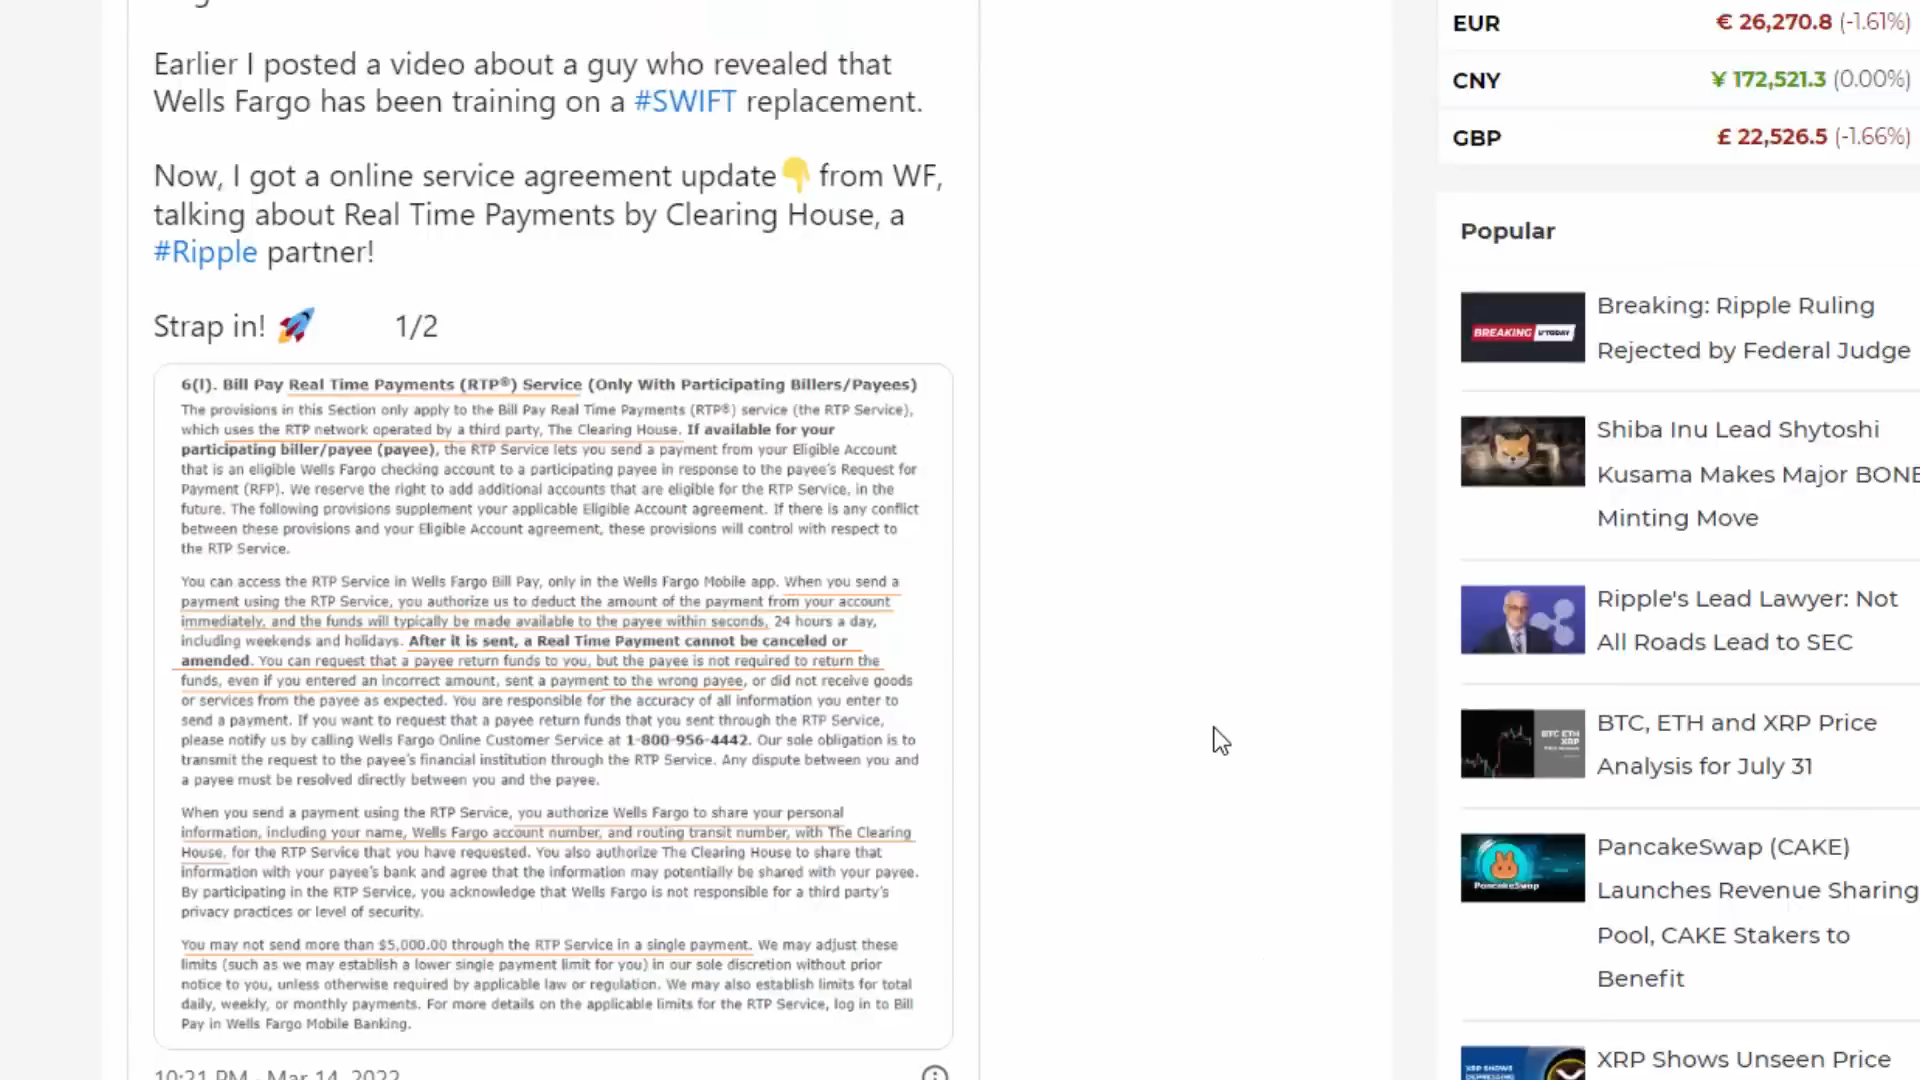 Earlier I posted a video about a guy who revealed that
Wells Fargo has been training on a #SWIFT replacement.
Now, I got a online service agreement update👇 from WF,
talking about Real Time Payments by Clearing House, a
#Ripple partner!
Strap in! 🚀 1/2
6(l). Bill Pay Real Time Payments (RTP®) Service (Only With Participating Billers/Payees)
The provisions in this Section only apply to the Bill Pay Real Time Payments (RTP®) service (the RTP Service),
which uses the RTP network operated by a third party, The Clearing House. If available for your
participating biller/payee (payee), the RTP Service lets you send a payment from your Eligible Account
that is an eligible Wells Fargo checking account to a participating payee in response to the payee's Request for
Payment (RFP). We reserve the right to add additional accounts that are eligible for the RTP Service, in the
future. The following provisions supplement your applicable Eligible Account agreement. If there is any conflict
between these provisions and your Eligible Account agreement, these provisions will control with respect to
the RTP Service.
You can access the RTP Service in Wells Fargo Bill Pay, only in the Wells Fargo Mobile app. When you send a
payment using the RTP Service, you authorize us to deduct the amount of the payment from your account
immediately, and the funds will typically be made available to the payee within seconds, 24 hours a day,
including weekends and holidays. After it is sent, a Real Time Payment cannot be canceled or
amended. You can request that a payee return funds to you, but the payee is not required to return the
funds, even if you entered an incorrect amount, sent a payment to the wrong payee, or did not receive goods
or services from the payee as expected. You are responsible for the accuracy of all information you enter to
send a payment. If you want to request that a payee return funds that you sent through the RTP Service,
please notify us by calling Wells Fargo Online Customer Service at 1-800-956-4442. Our sole obligation is to
transmit the request to the payee's financial institution through the RTP Service. Any dispute between you and
a payee must be resolved directly between you and the payee.
When you send a payment using the RTP Service, you authorize Wells Fargo to share your personal
information, including your name, Wells Fargo account number, and routing transit number, with The Clearing
House, for the RTP Service that you have requested. You also authorize The Clearing House to share that
information with your payee's bank and agree that the information may potentially be shared with your payee.
By participating in the RTP Service, you acknowledge that Wells Fargo is not responsible for a third party's
privacy practices or level of security.
You may not send more than $5,000.00 through the RTP Service in a single payment. We may adjust these
limits (such as we may establish a lower single payment limit for you) in our sole discretion without prior
notice to you, unless otherwise required by applicable law or regulation. We may also establish limits for total
daily, weekly, or monthly payments. For more details on the applicable limits for the RTP Service, log in to Bill
Pay in Wells Fargo Mobile Banking.
10:21 PM · Mar 14, 2022
EUR € 26,270.8 (-1.61%)
CNY ¥ 172,521.3 (0.00%)
GBP £ 22,526.5 (-1.66%)
Popular
BREAKING U'TODAY
Breaking: Ripple Ruling
Rejected by Federal Judge
Shiba Inu Lead Shytoshi
Kusama Makes Major BONE
Minting Move
Ripple's Lead Lawyer: Not
All Roads Lead to SEC
BTC ETH
XRP
BTC, ETH and XRP Price
Analysis for July 31
PancakeSwap
PancakeSwap (CAKE)
Launches Revenue Sharing
Pool, CAKE Stakers to
Benefit
XRP SHOWS
XRP Shows Unseen Price